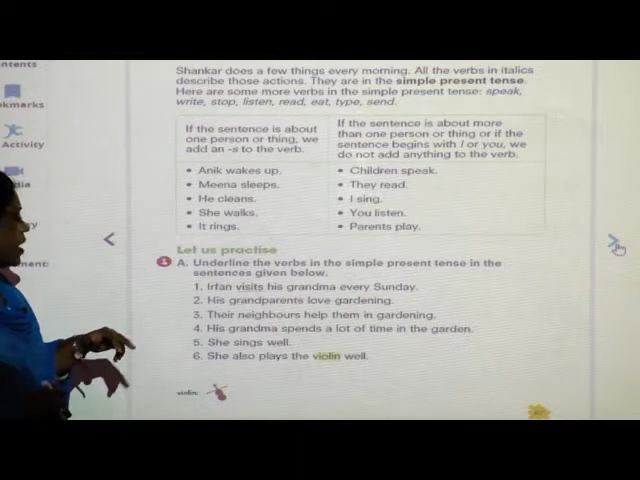 ntents
Shankar does a few things every morning. All the verbs in italics
describe those actions. They are in the simple present tense.
Here are some more verbs in the simple present tense: speak,
write, stop, listen, read, eat, type, send.
okmarks
Activity
dia
If the sentence is about
one person or thing, we
add an -s to the verb.
If the sentence is about more
than one person or thing or if the
sentence begins with I or you, we
do not add anything to the verb.
• Anik wakes up.
• Meena sleeps.
• He cleans.
• She walks.
• It rings.
• Children speak.
• They read.
• I sing.
• You listen.
• Parents play.
Let us practise
1 A. Underline the verbs in the simple present tense in the
sentences given below.
1. Irfan visits his grandma every Sunday.
2. His grandparents love gardening.
3. Their neighbours help them in gardening.
4. His grandma spends a lot of time in the garden.
5. She sings well.
6. She also plays the violin well.
violin: